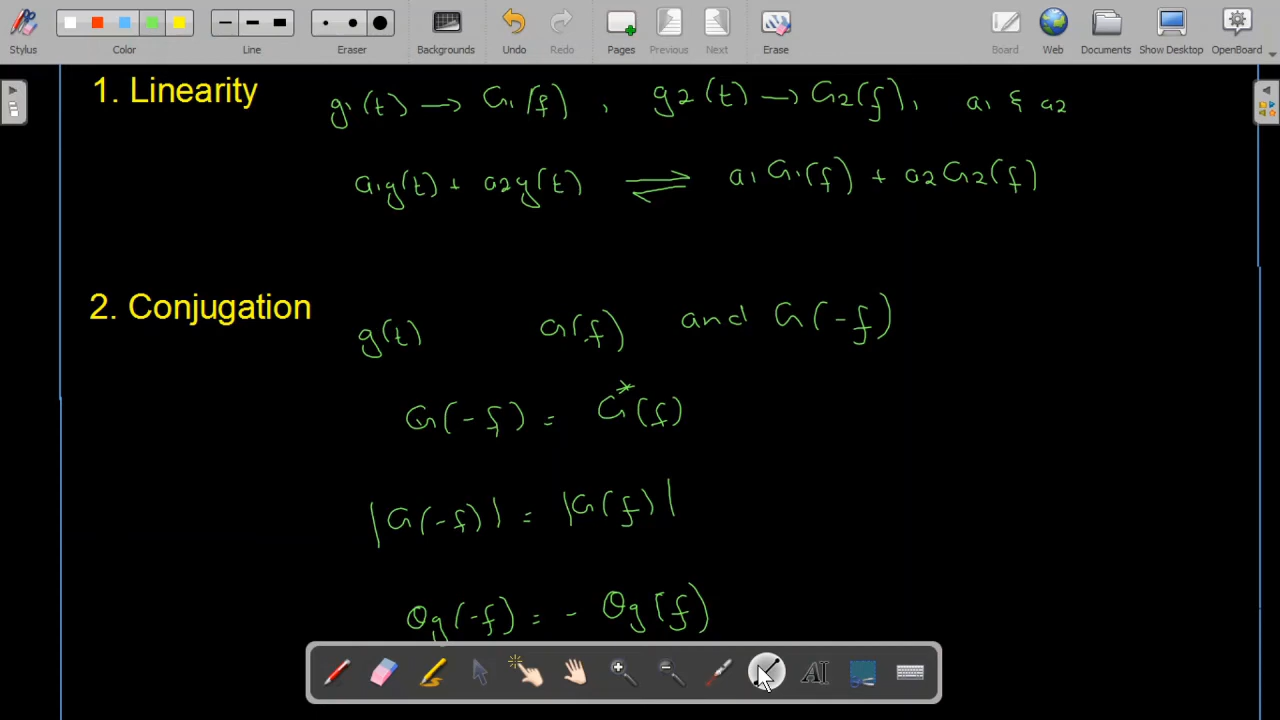 Stylus Color Line Eraser Backgrounds Undo Redo Pages Previous Next Erase Board Web Documents Show Desktop OpenBoard
1. Linearity g1(t) → G1(f) , g2(t) → G2(f), a1 & a2
a1g(t) + a2g(t) ⇌ a1G1(f) + a2G2(f)
2. Conjugation
g(t) G(f) and G(-f)
G(-f) = G*(f)
|G(-f)| = |G(f)|
θg(-f) = - θg(f)
AI